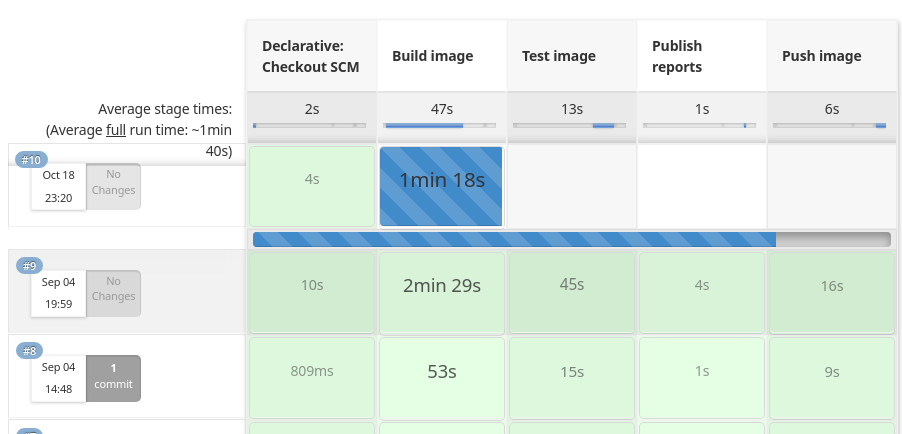 Declarative:
Checkout SCM
Build image
Test image
Publish
reports
Push image
Average stage times:
(Average full run time: ~1min
40s)
2s
47s
13s
1s
6s
#10
Oct 18
23:20
No
Changes
4s
1min 18s
#9
Sep 04
19:59
No
Changes
10s
2min 29s
45s
4s
16s
#8
Sep 04
14:48
1
commit
809ms
53s
15s
1s
9s